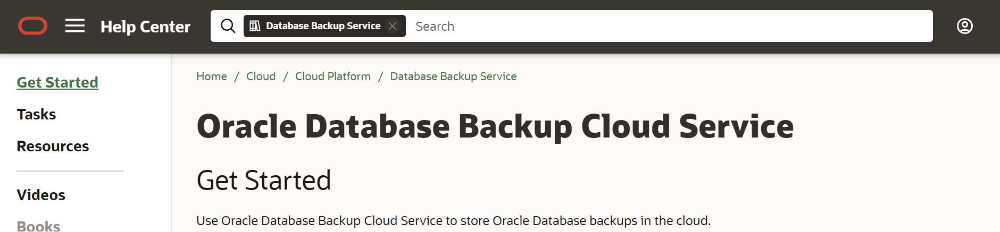 Help Center
Database Backup Service
Search
Get Started
Tasks
Resources
Videos
Books
Home / Cloud / Cloud Platform / Database Backup Service
Oracle Database Backup Cloud Service
Get Started
Use Oracle Database Backup Cloud Service to store Oracle Database backups in the cloud.